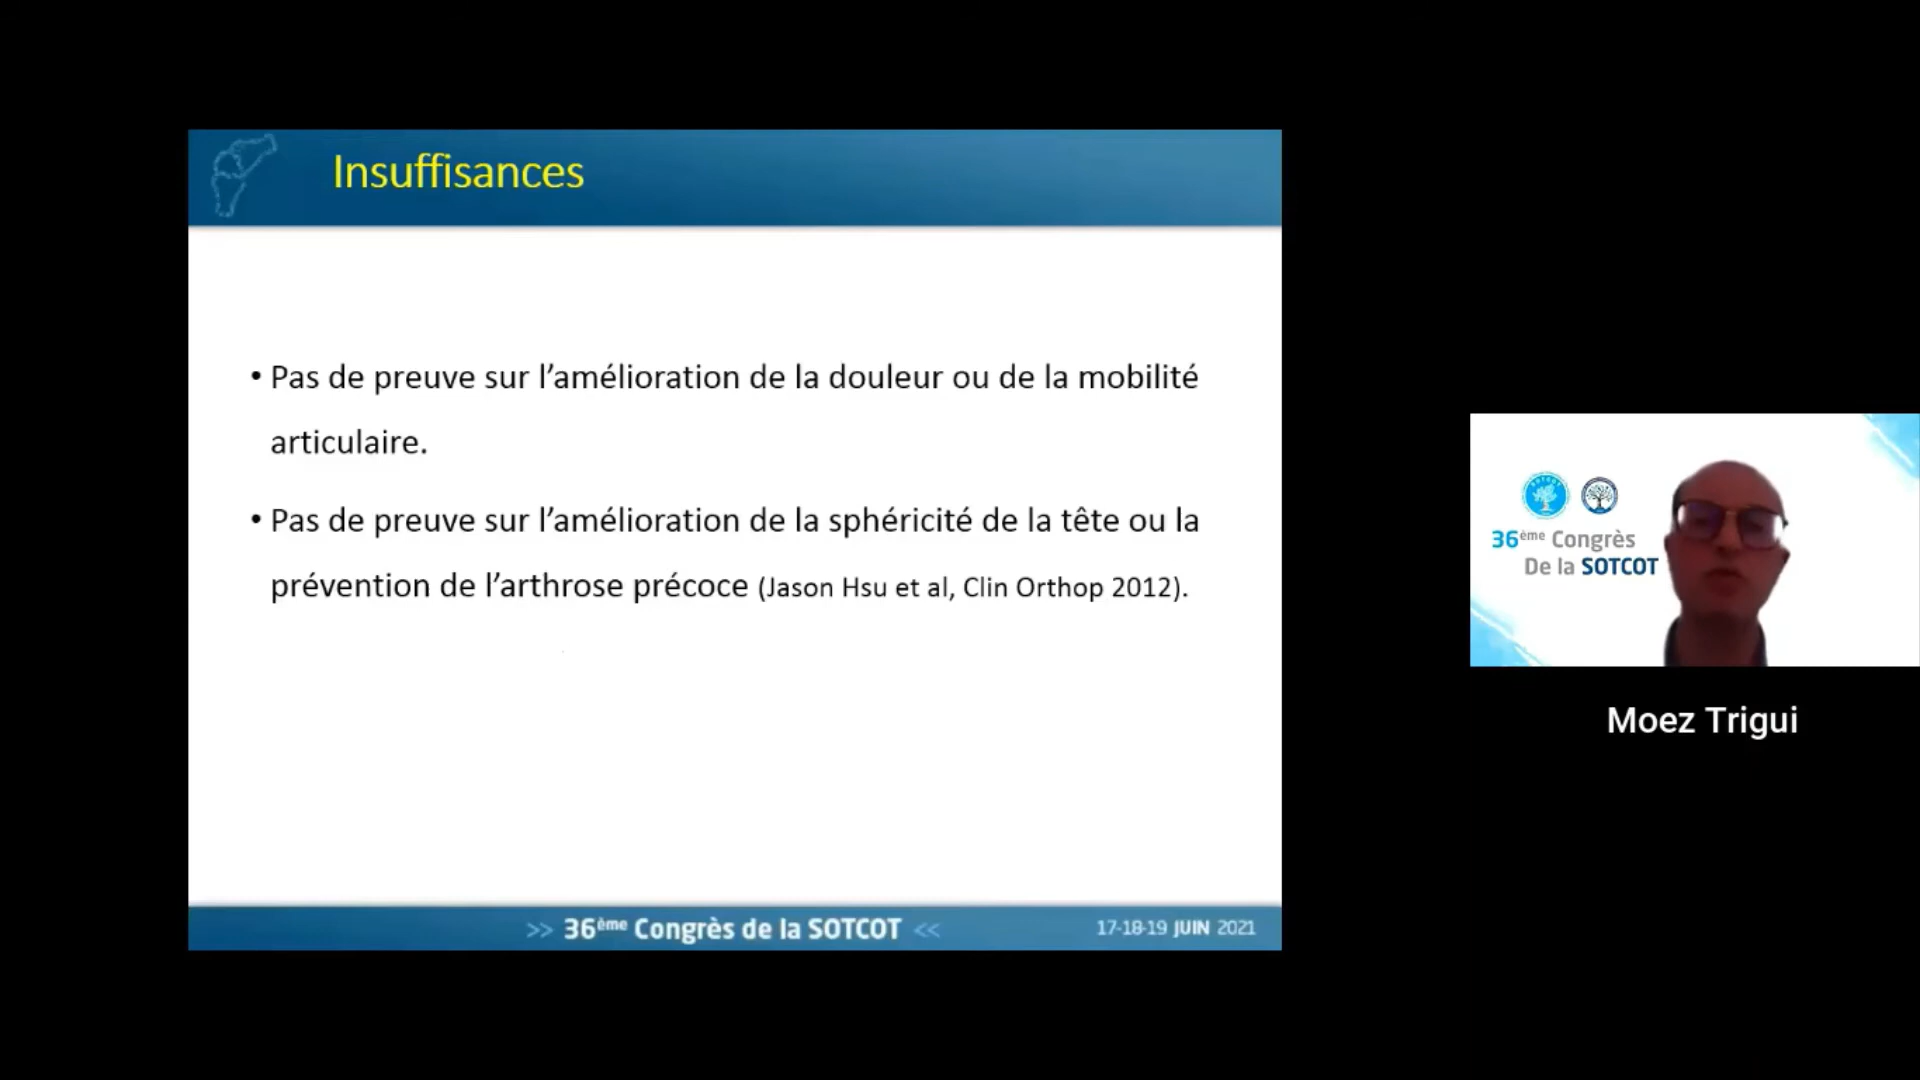 Insuffisances
• Pas de preuve sur l’amélioration de la douleur ou de la mobilité
articulaire.
• Pas de preuve sur l’amélioration de la sphéricité de la tête ou la
prévention de l’arthrose précoce (Jason Hsu et al, Clin Orthop 2012).
>> 36ème Congrès de la SOTCOT <<
17-18-19 JUIN 2021
36ème Congrès
De la SOTCOT
Moez Trigui